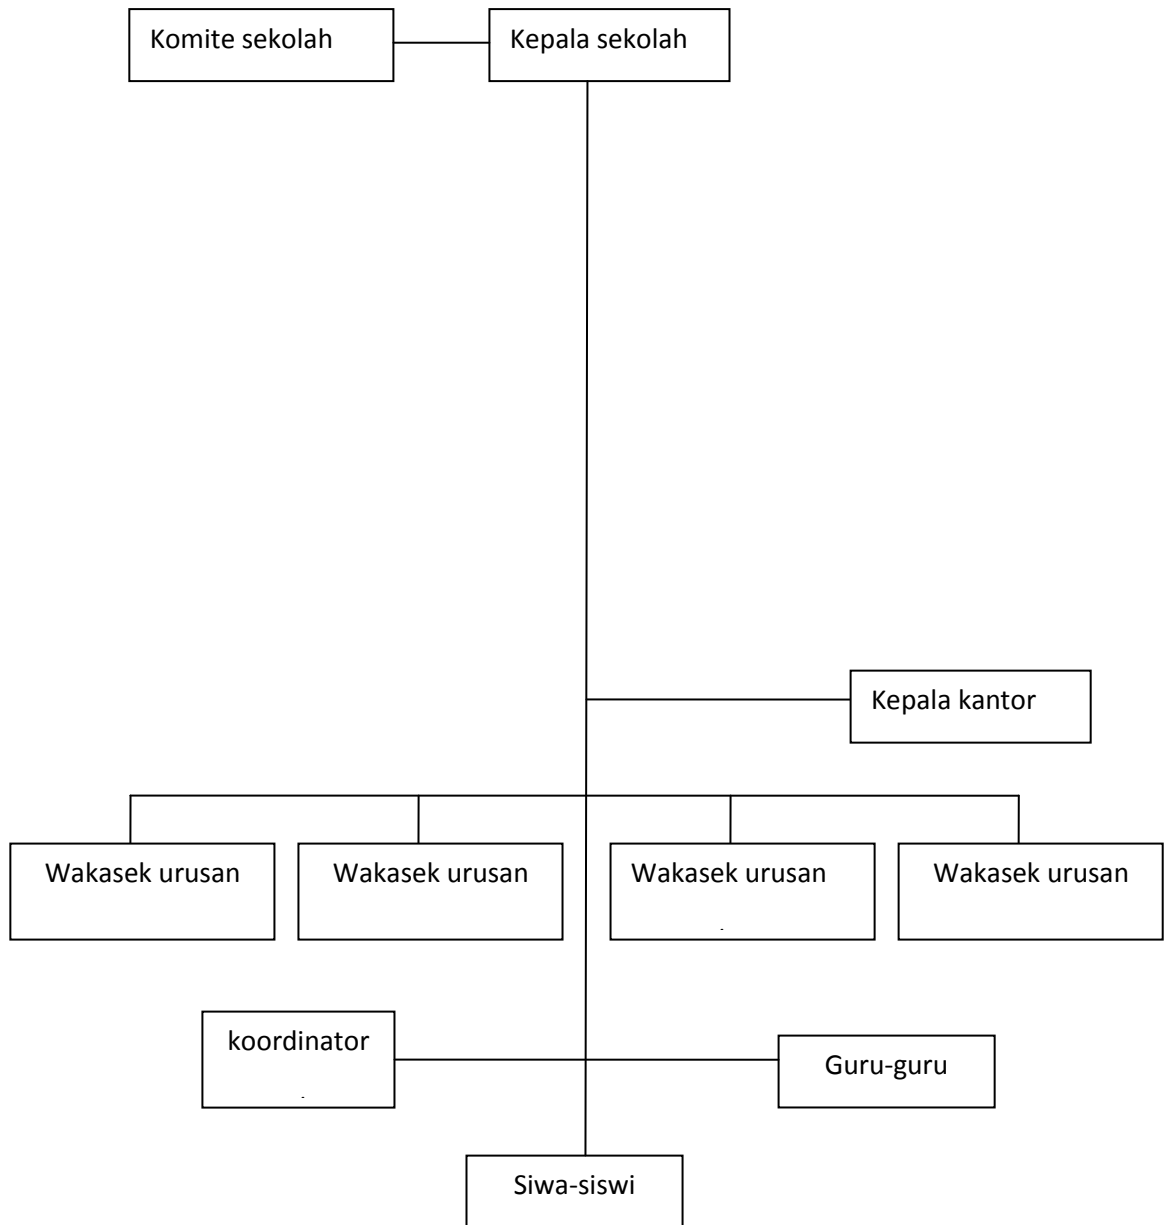 Komite sekolah
Kepala sekolah
Kepala kantor
Wakasek urusan
Wakasek urusan
Wakasek urusan
Wakasek urusan
koordinator
Guru-guru
Siwa-siswi